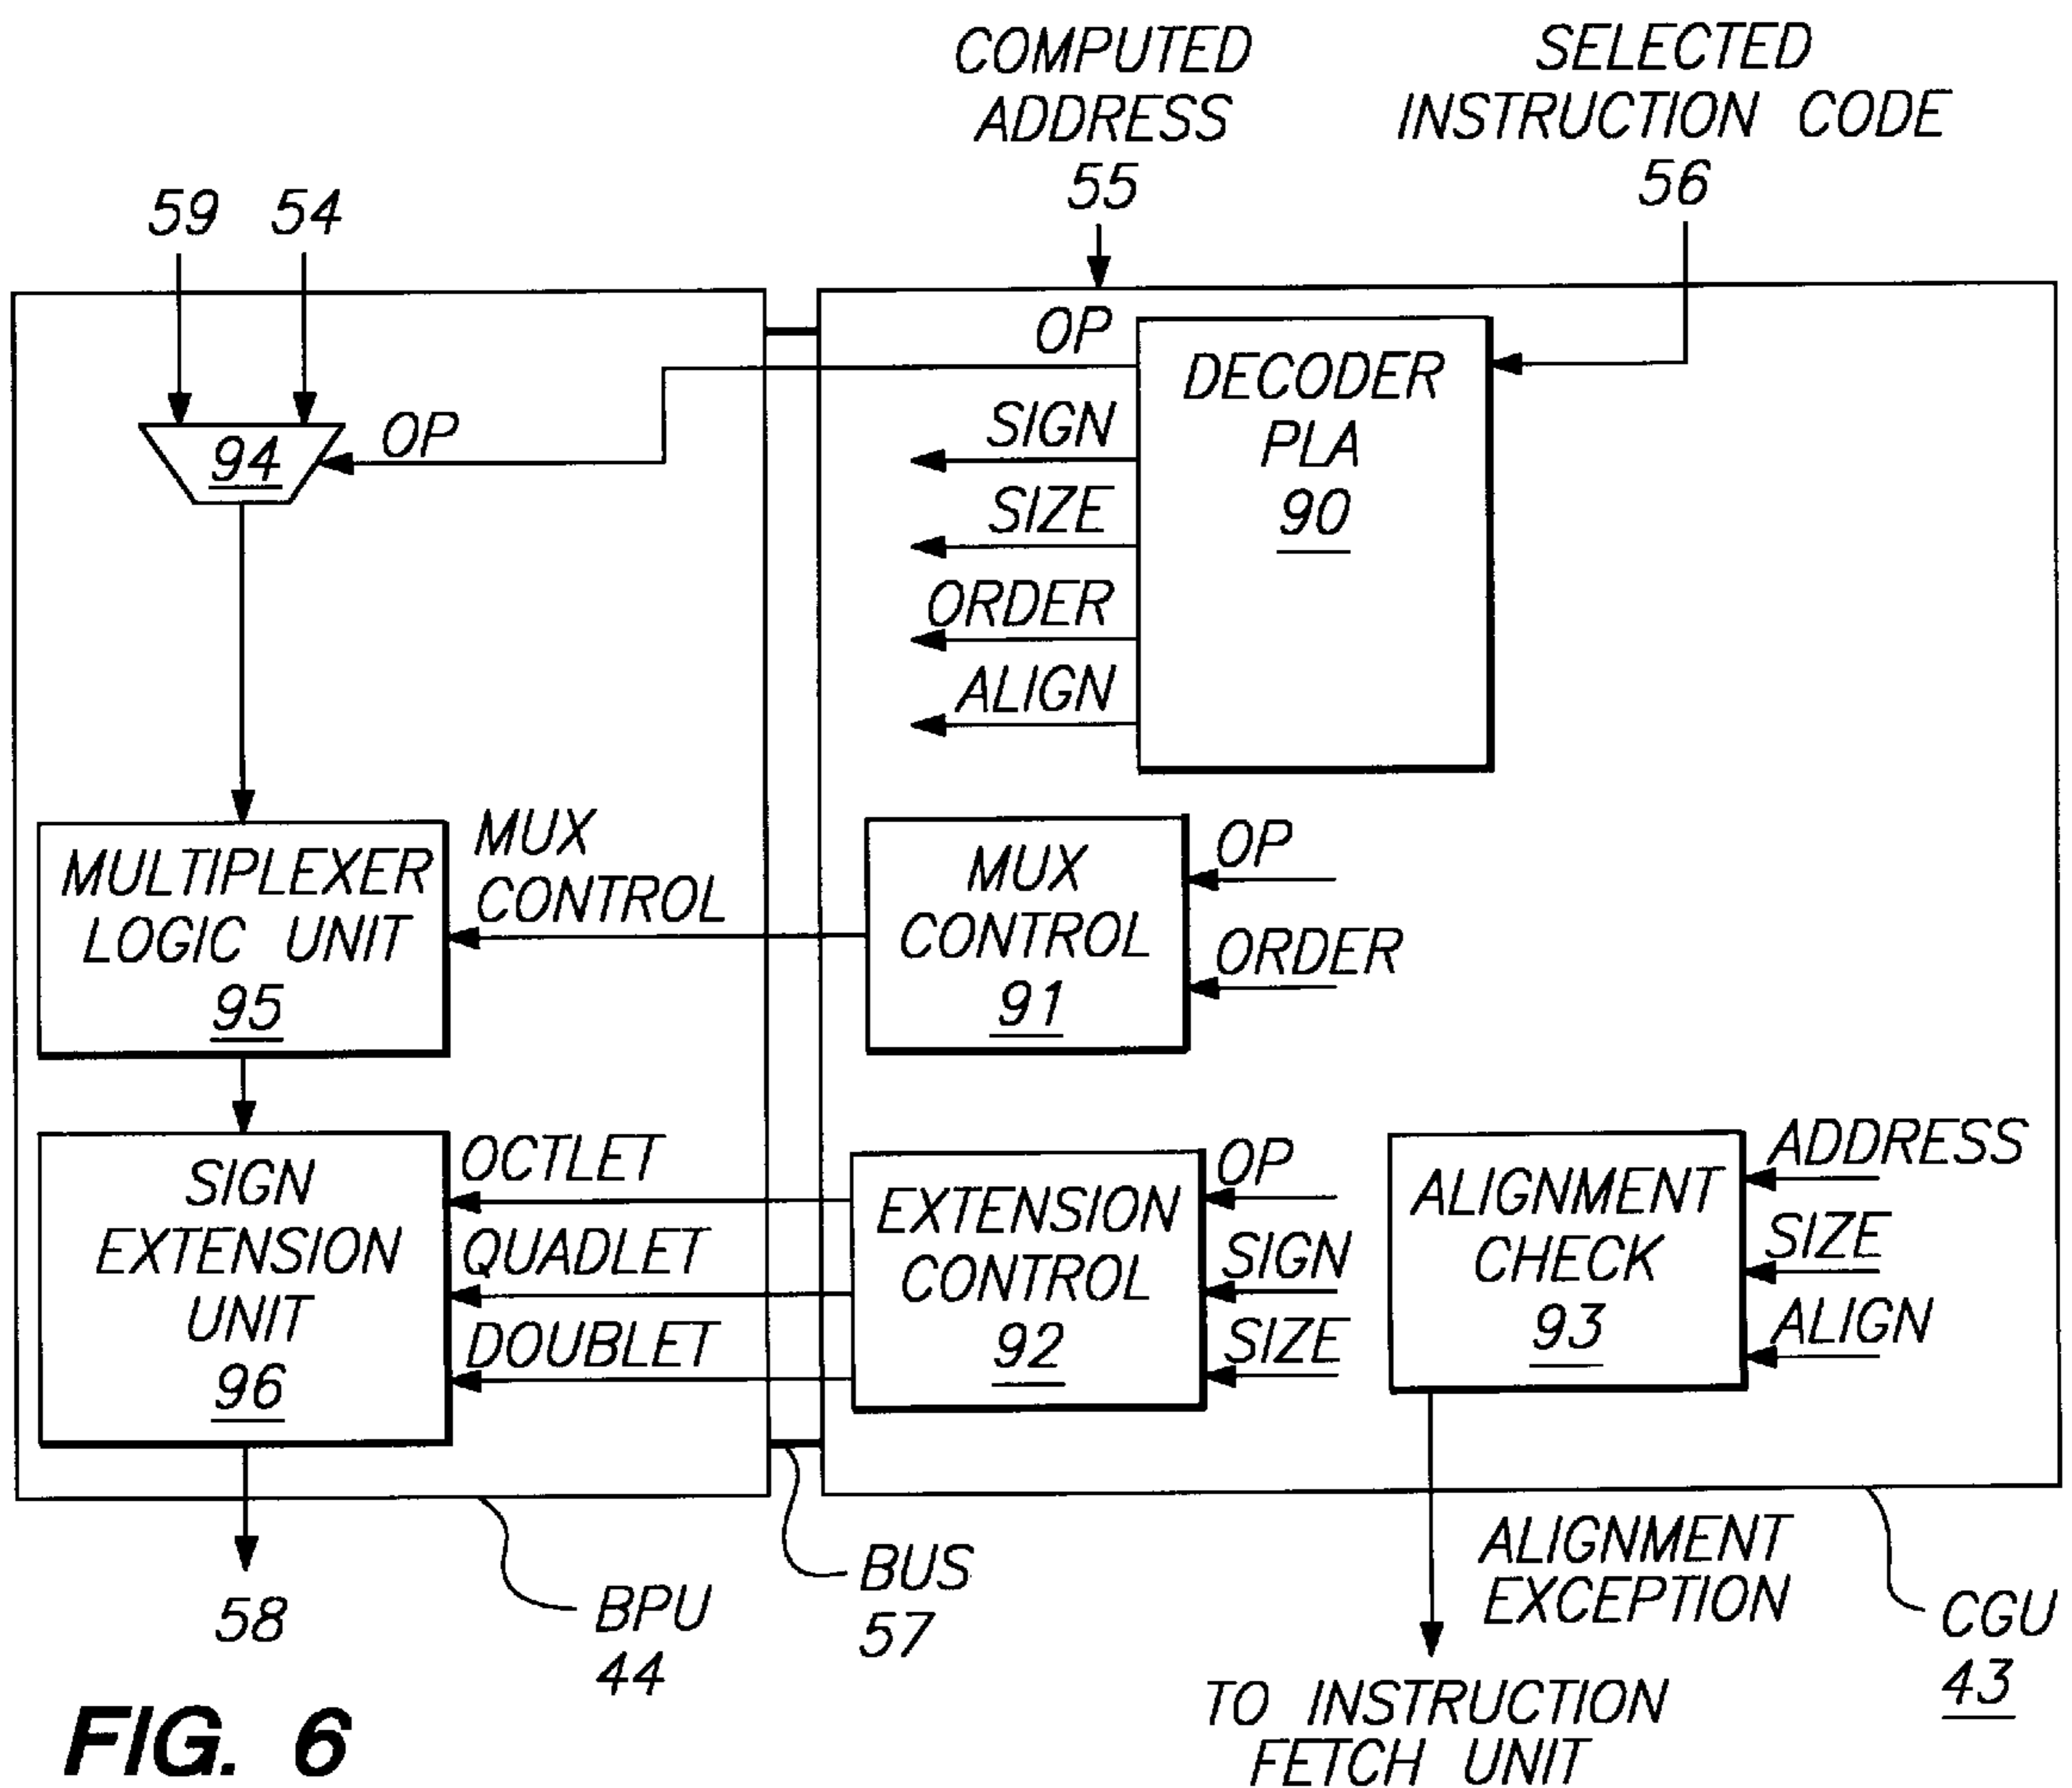 COMPUTED
ADDRESS
55
SELECTED
INSTRUCTION CODE
56
59
54
OP
DECODER
PLA
90
SIGN
SIZE
ORDER
ALIGN
94
OP
MULTIPLEXER
LOGIC UNIT
95
MUX
CONTROL
MUX
CONTROL
91
OP
ORDER
SIGN
EXTENSION
UNIT
96
OCTLET
QUADLET
DOUBLET
EXTENSION
CONTROL
92
OP
SIGN
SIZE
ALIGNMENT
CHECK
93
ADDRESS
SIZE
ALIGN
58
BPU
44
BUS
57
ALIGNMENT
EXCEPTION
CGU
43
TO INSTRUCTION
FETCH UNIT
FIG. 6